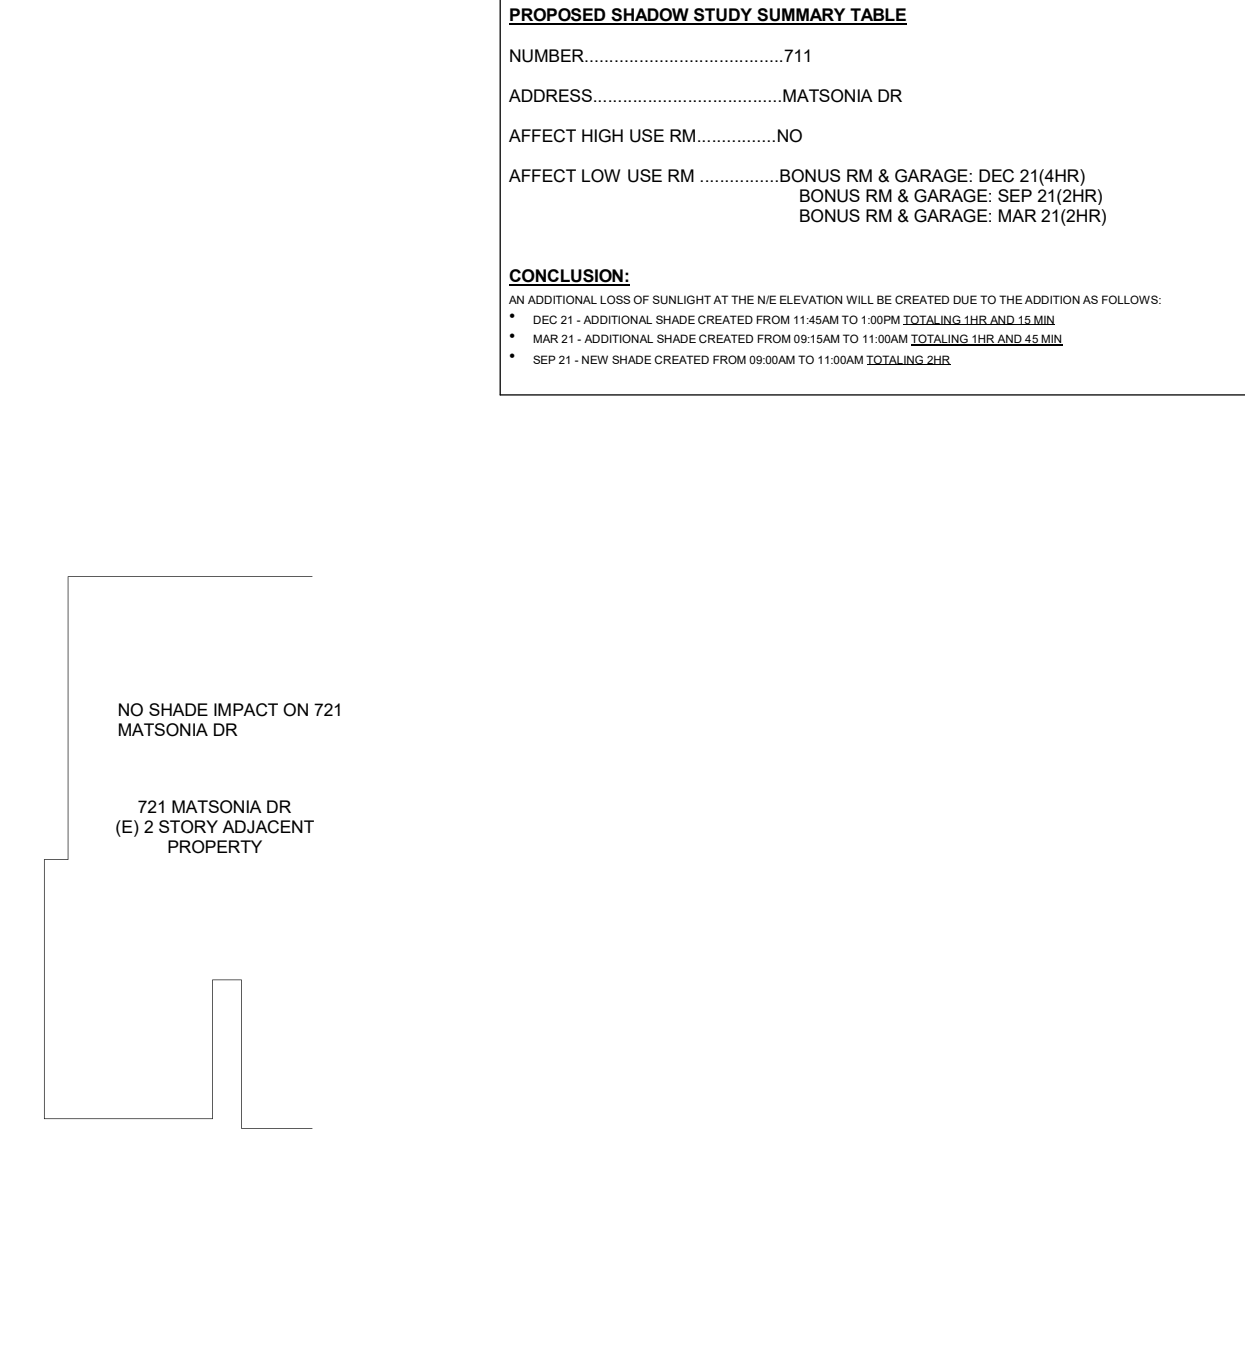 PROPOSED SHADOW STUDY SUMMARY TABLE
NUMBER........................................711
ADDRESS......................................MATSONIA DR
AFFECT HIGH USE RM................NO
AFFECT LOW USE RM ................BONUS RM & GARAGE: DEC 21(4HR)
BONUS RM & GARAGE: SEP 21(2HR)
BONUS RM & GARAGE: MAR 21(2HR)
CONCLUSION:
AN ADDITIONAL LOSS OF SUNLIGHT AT THE N/E ELEVATION WILL BE CREATED DUE TO THE ADDITION AS FOLLOWS:
• DEC 21 - ADDITIONAL SHADE CREATED FROM 11:45AM TO 1:00PM TOTALING 1HR AND 15 MIN
• MAR 21 - ADDITIONAL SHADE CREATED FROM 09:15AM TO 11:00AM TOTALING 1HR AND 45 MIN
• SEP 21 - NEW SHADE CREATED FROM 09:00AM TO 11:00AM TOTALING 2HR
NO SHADE IMPACT ON 721
MATSONIA DR
721 MATSONIA DR
(E) 2 STORY ADJACENT
PROPERTY